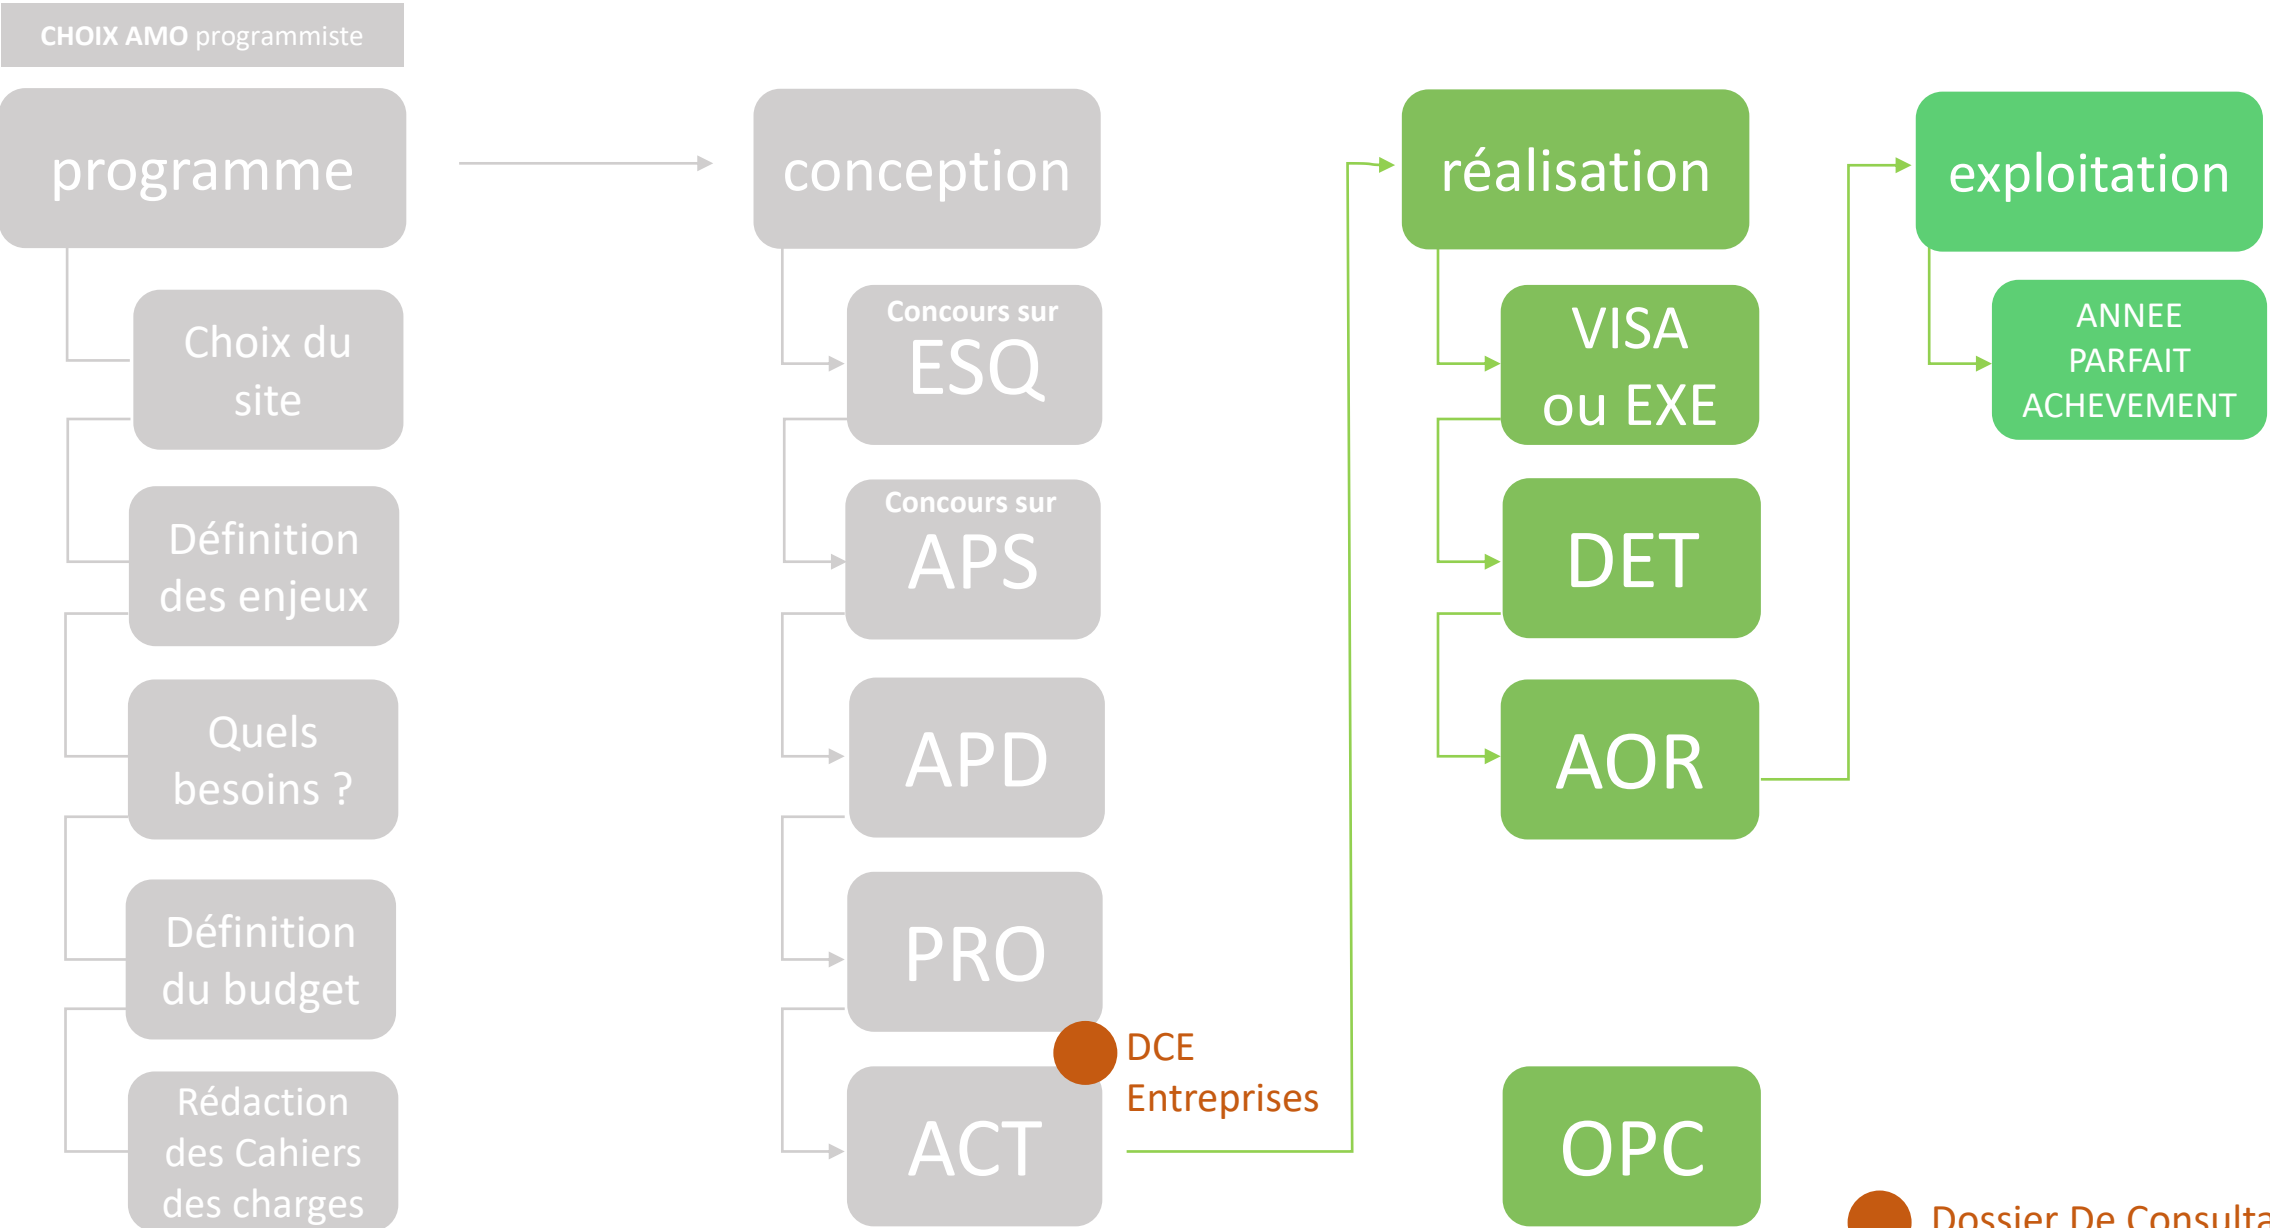 CHOIX AMO programmiste
programme
Choix du
site
Définition
des enjeux
Quels
besoins ?
Définition
du budget
Rédaction
des Cahiers
des charges
conception
Concours sur
ESQ
Concours sur
APS
APD
PRO
DCE
Entreprises
ACT
réalisation
VISA
ou EXE
DET
AOR
OPC
exploitation
ANNEE
PARFAIT
ACHEVEMENT
Dossier De